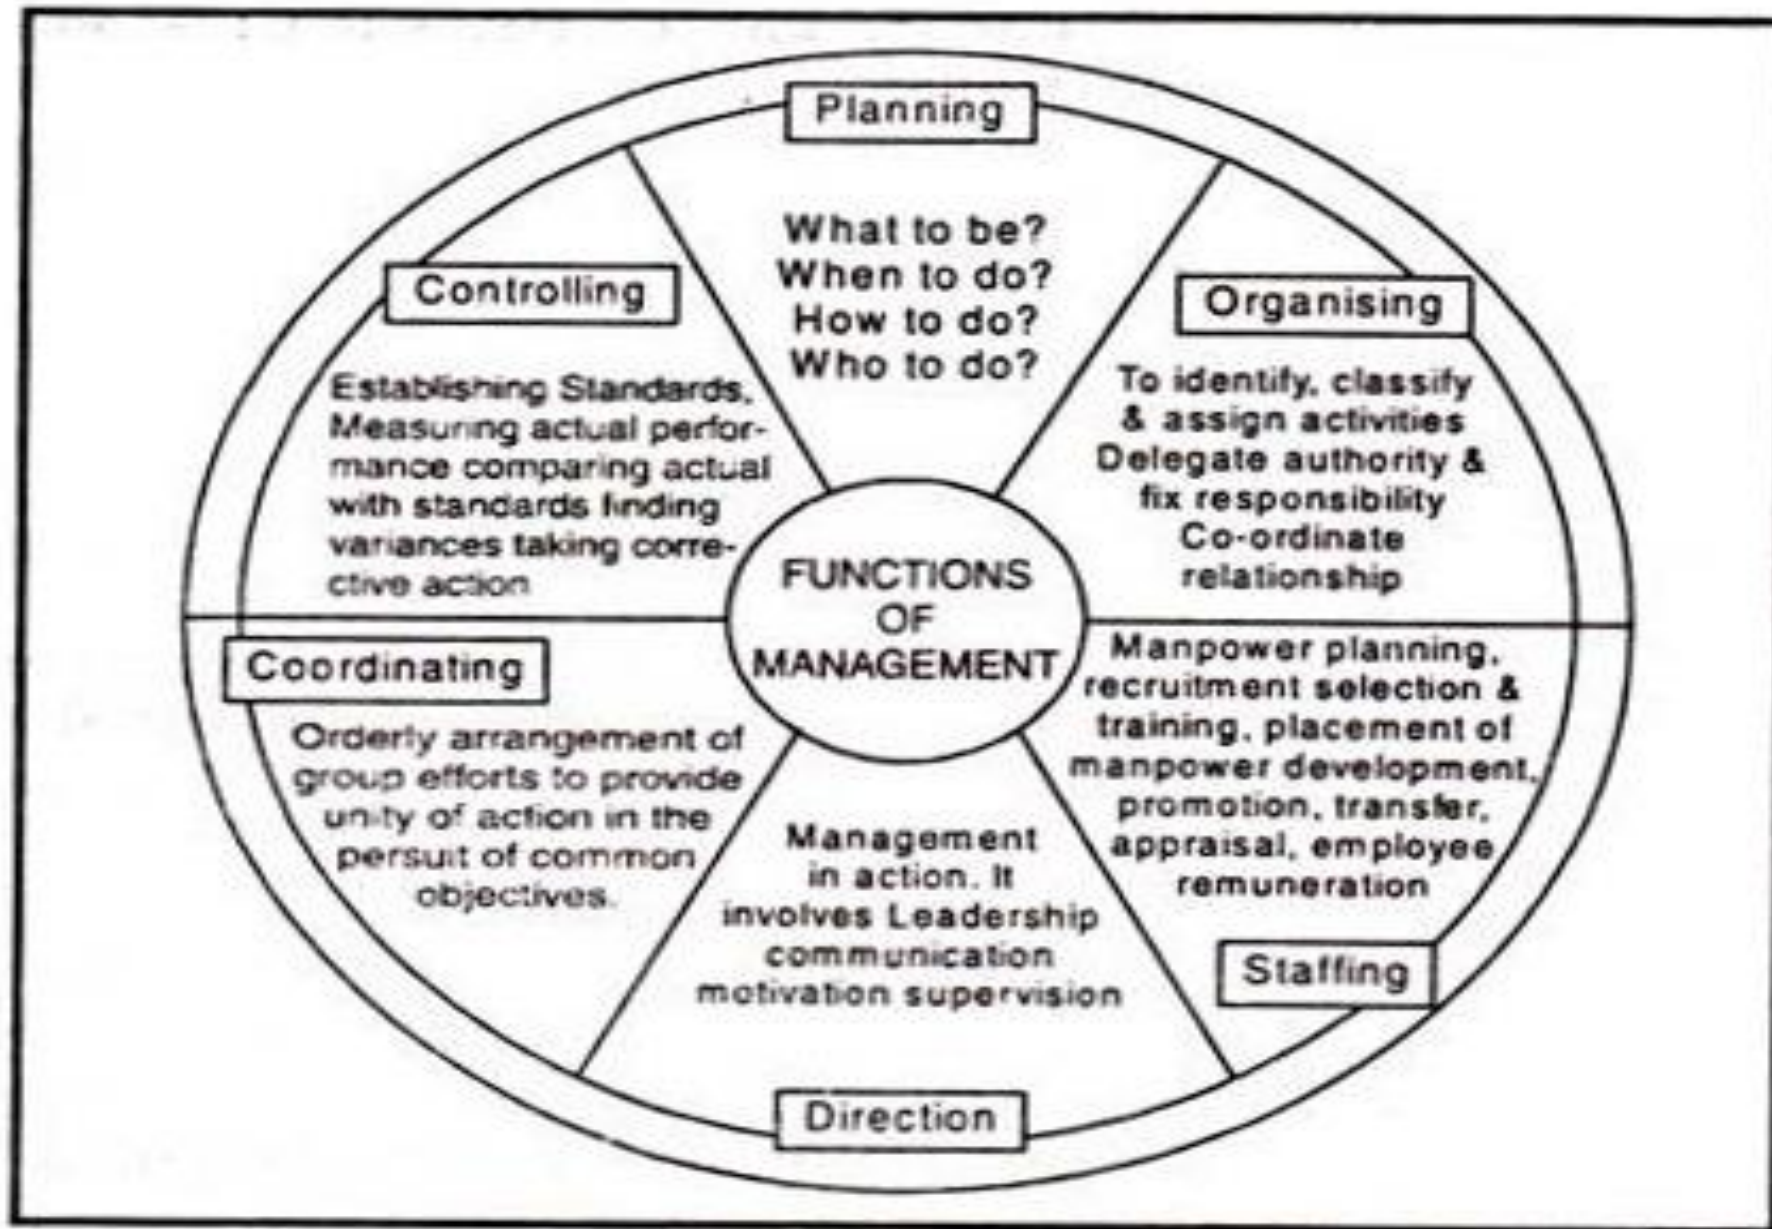 Planning
What to be?
When to do?
How to do?
Who to do?
Organising
To identify, classify
& assign activities
Delegate authority &
fix responsibility
Co-ordinate
relationship
Manpower planning,
recruitment selection &
training, placement of
manpower development,
promotion, transfer,
appraisal, employee
remuneration
Staffing
Management
in action. It
involves Leadership
communication
motivation supervision
Direction
Coordinating
Orderly arrangement of
group efforts to provide
unity of action in the
persuit of common
objectives.
Controlling
Establishing Standards,
Measuring actual perfor-
mance comparing actual
with standards finding
variances taking corre-
ctive action
FUNCTIONS
OF
MANAGEMENT